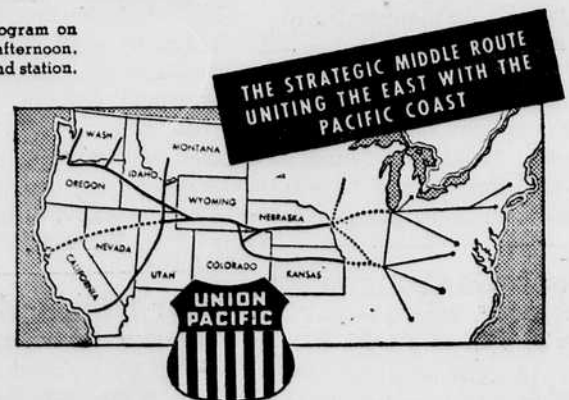 ogram on
afternoon.
nd station.
THE STRATEGIC MIDDLE ROUTE
UNITING THE EAST WITH THE
PACIFIC COAST
WASH
MONTANA
OREGON
IDAHO
WYOMING
NEBRASKA
NEVADA
CALIFORNIA
UTAH
COLORADO
KANSAS
UNION
PACIFIC